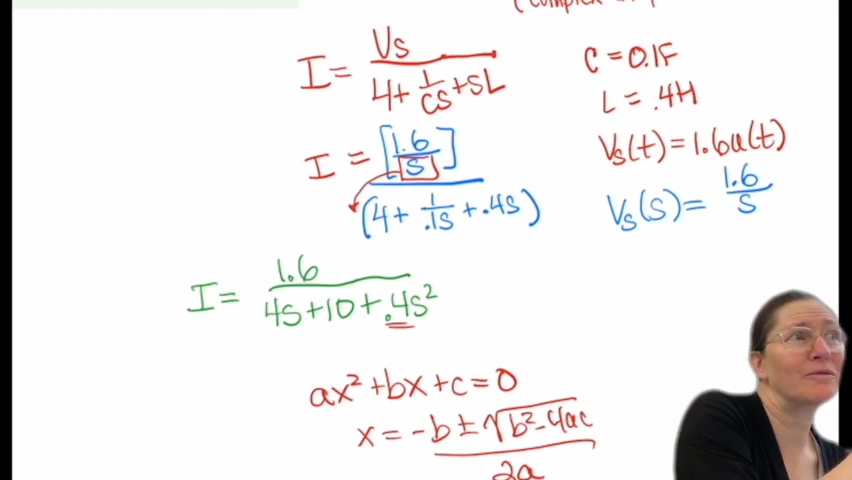 (complex
I = Vs / (4 + 1/CS + SL)
C = 0.1F
L = .4H
Vs(t) = 1.6u(t)
I = [1.6/S] / (4 + 1/.1S + .4S)
Vs(S) = 1.6/S
I = 1.6 / (4S + 10 + .4S²)
ax² + bx + c = 0
x = -b ± √(b² - 4ac) / 2a